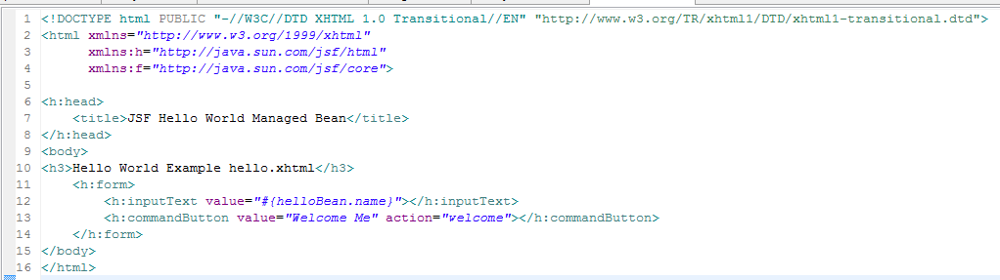 1 <!DOCTYPE html PUBLIC "-//W3C//DTD XHTML 1.0 Transitional//EN" "http://www.w3.org/TR/xhtml1/DTD/xhtml1-transitional.dtd">
2 <html xmlns="http://www.w3.org/1999/xhtml"
3       xmlns:h="http://java.sun.com/jsf/html"
4       xmlns:f="http://java.sun.com/jsf/core">
5
6 <h:head>
7     <title>JSF Hello World Managed Bean</title>
8 </h:head>
9 <body>
10 <h3>Hello World Example hello.xhtml</h3>
11     <h:form>
12         <h:inputText value="#{helloBean.name}"></h:inputText>
13         <h:commandButton value="Welcome Me" action="welcome"></h:commandButton>
14     </h:form>
15 </body>
16 </html>